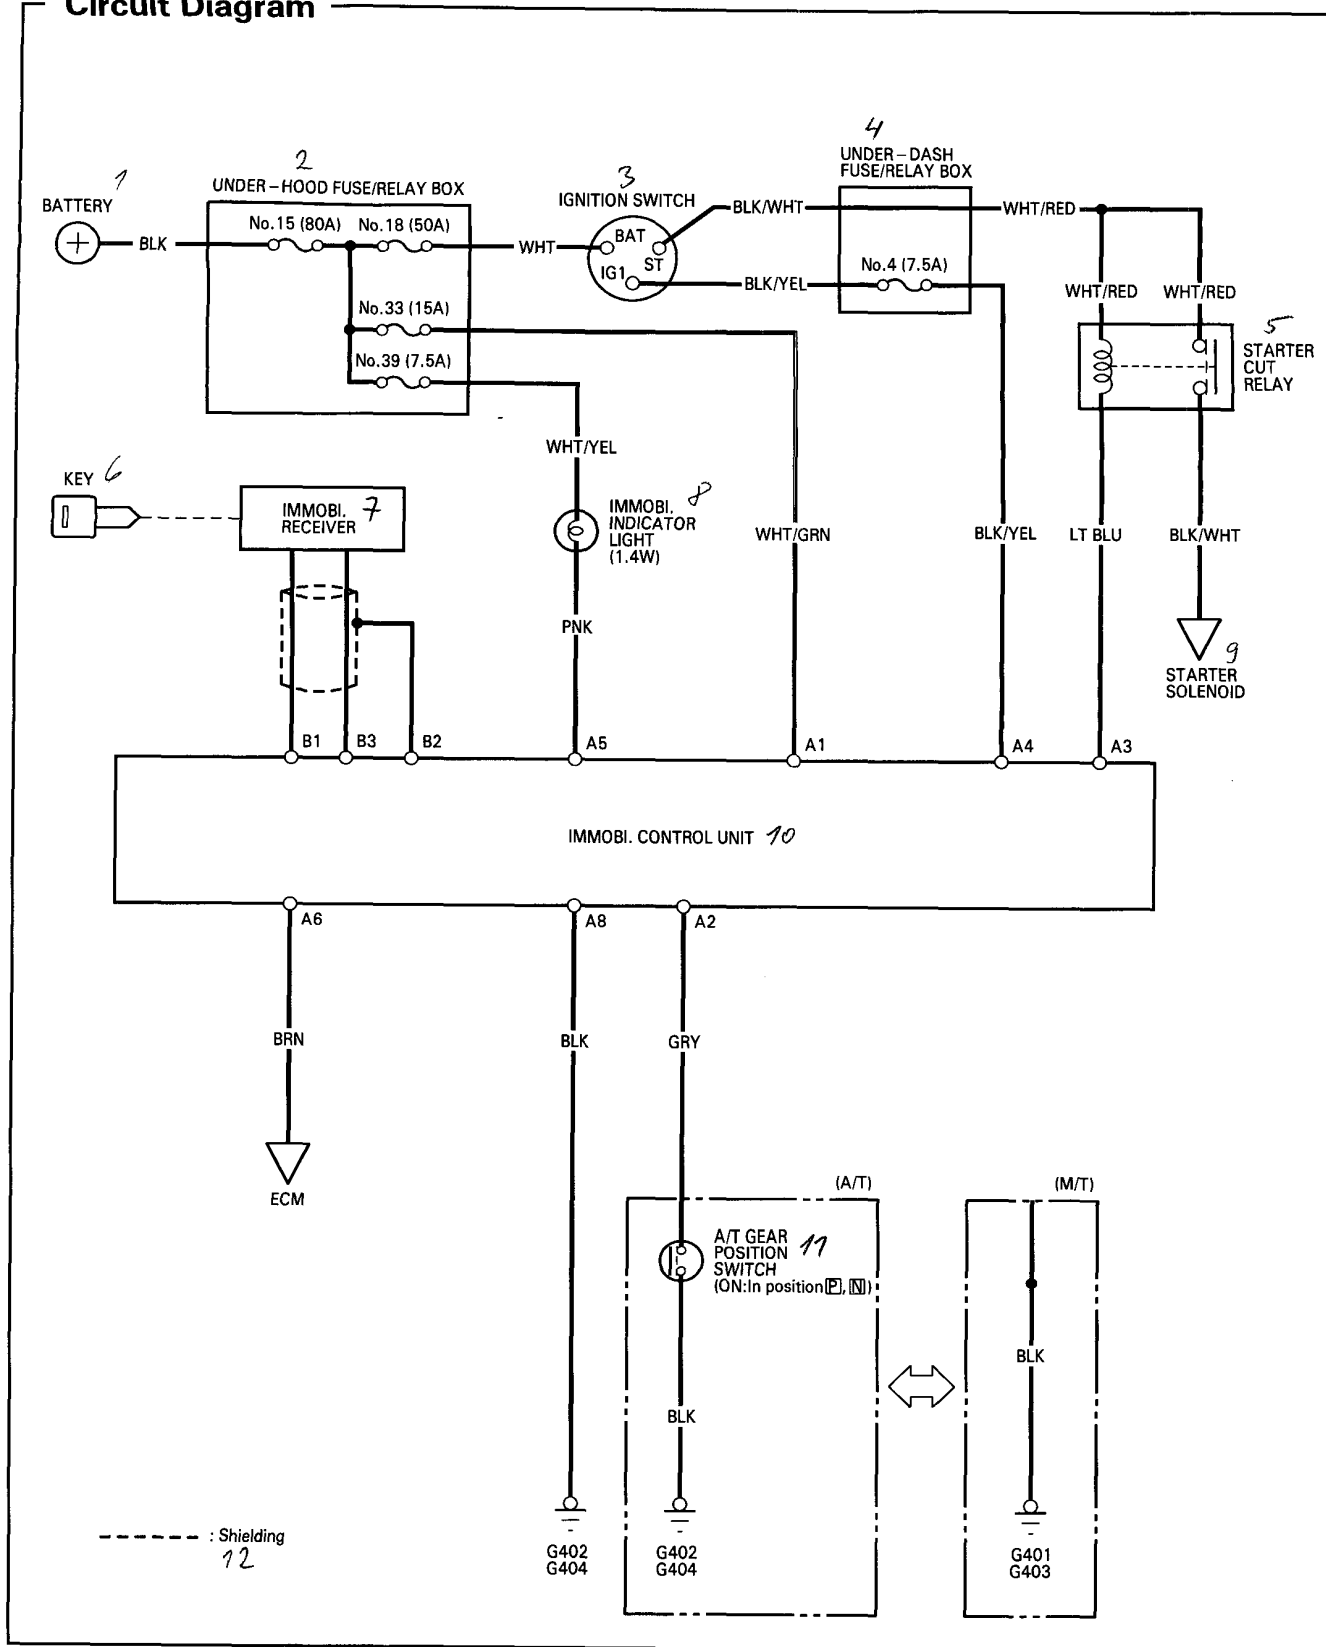 Circuit Diagram
1
BATTERY
BLK
2
UNDER-HOOD FUSE/RELAY BOX
No.15 (80A)
No.18 (50A)
No.33 (15A)
No.39 (7.5A)
WHT
3
IGNITION SWITCH
BAT
ST
IG1
BLK/WHT
BLK/YEL
4
UNDER-DASH
FUSE/RELAY BOX
No.4 (7.5A)
WHT/RED
WHT/RED
WHT/RED
5
STARTER
CUT
RELAY
KEY 6
IMMOBI. 7
RECEIVER
WHT/YEL
IMMOBI. 8
INDICATOR
LIGHT
(1.4W)
PNK
WHT/GRN
BLK/YEL
LT BLU
BLK/WHT
9
STARTER
SOLENOID
B1
B3
B2
A5
A1
A4
A3
IMMOBI. CONTROL UNIT 10
A6
A8
A2
BRN
BLK
GRY
ECM
(A/T)
(M/T)
A/T GEAR
POSITION 11
SWITCH
(ON:In position P, N)
BLK
BLK
: Shielding
12
G402
G404
G402
G404
G401
G403